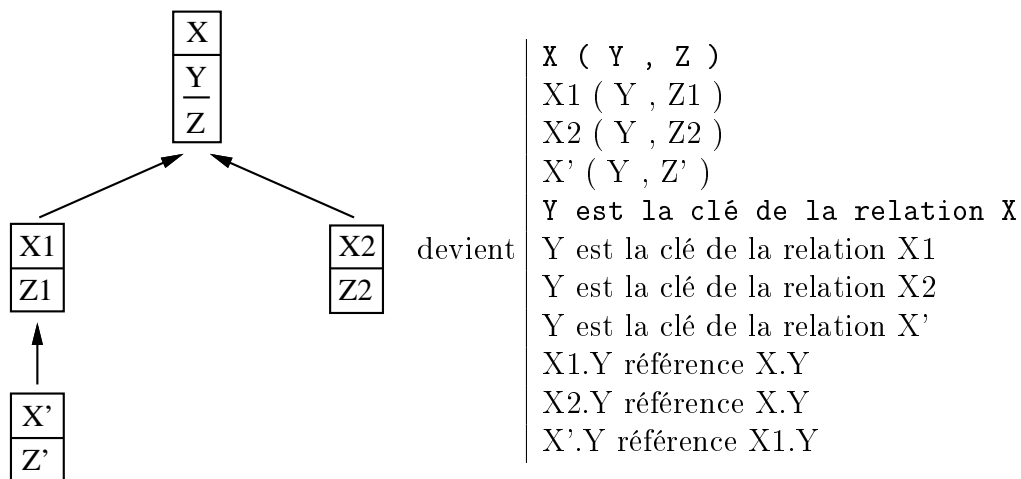 X
Y
Z
X1
Z1
X2
Z2
X'
Z'
devient
X ( Y , Z )
X1 ( Y , Z1 )
X2 ( Y , Z2 )
X' ( Y , Z' )
Y est la clé de la relation X
Y est la clé de la relation X1
Y est la clé de la relation X2
Y est la clé de la relation X'
X1.Y référence X.Y
X2.Y référence X.Y
X'.Y référence X1.Y